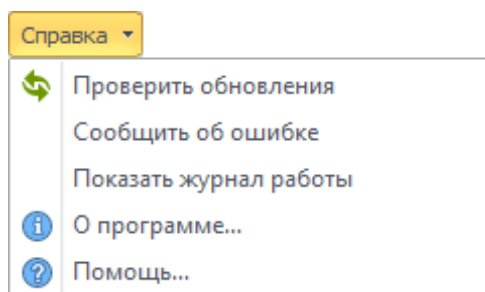 Справка
Проверить обновления
Сообщить об ошибке
Показать журнал работы
О программе...
Помощь...